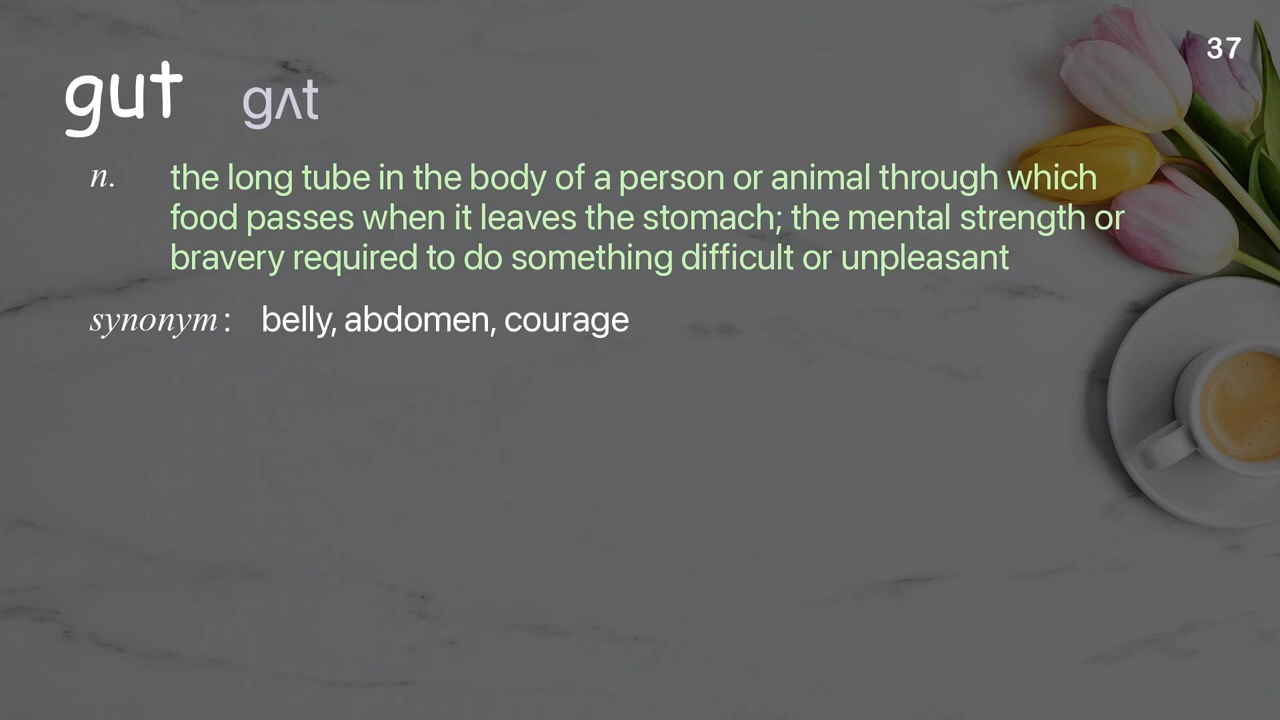 37
gut gʌt
n. the long tube in the body of a person or animal through which
food passes when it leaves the stomach; the mental strength or
bravery required to do something difficult or unpleasant
synonym : belly, abdomen, courage